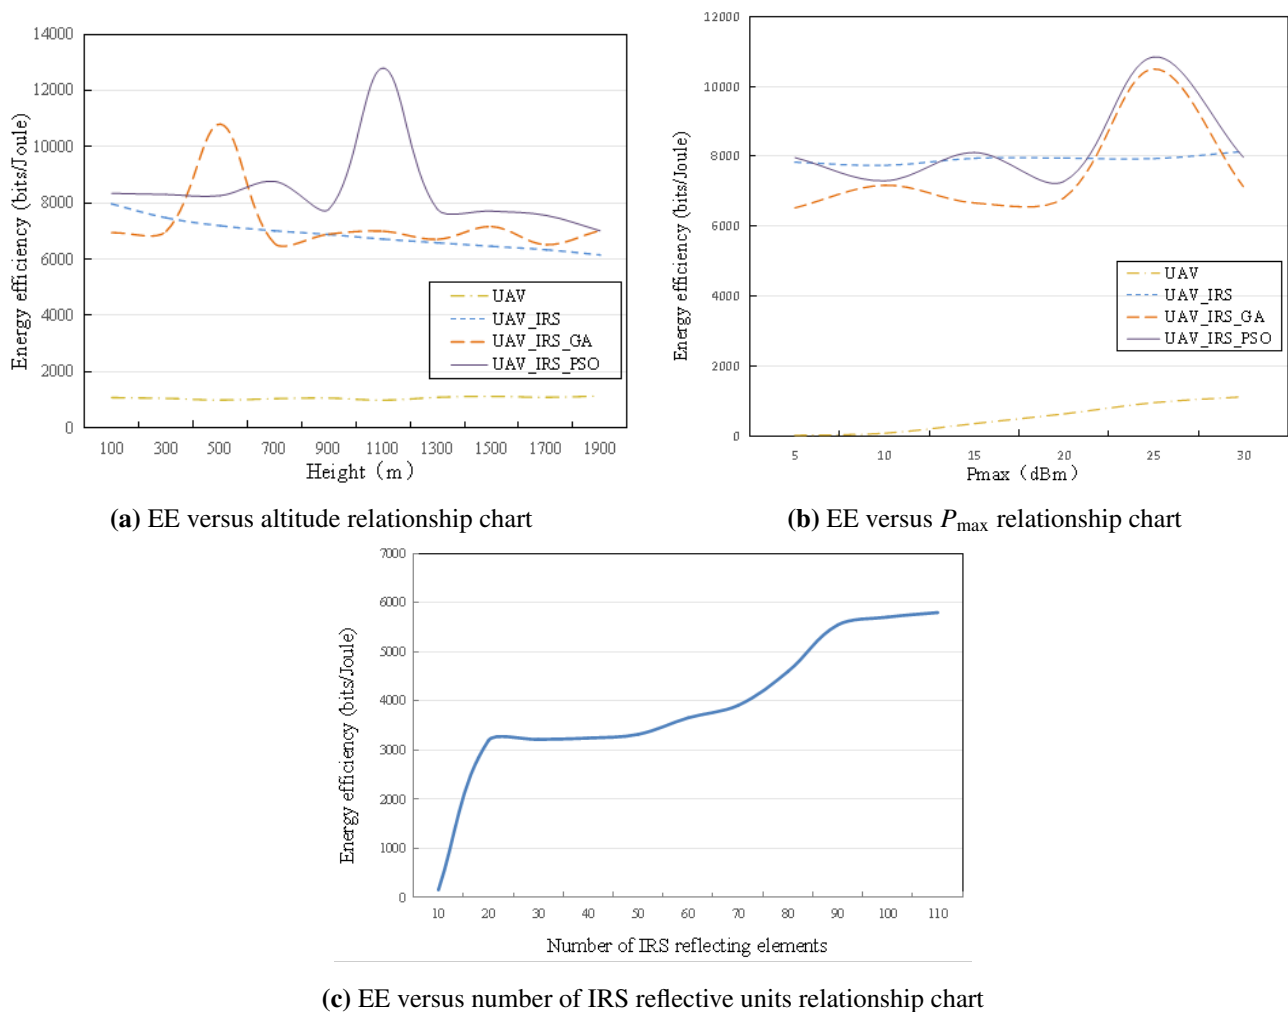 14000
12000
10000
8000
6000
4000
2000
0
Energy efficiency (bits/Joule)
UAV
UAV_IRS
UAV_IRS_GA
UAV_IRS_PSO
100 300 500 700 900 1100 1300 1500 1700 1900
Height（m）
(a) EE versus altitude relationship chart
12000
10000
8000
6000
4000
2000
0
Energy efficiency (bits/Joule)
UAV
UAV_IRS
UAV_IRS_GA
UAV_IRS_PSO
5 10 15 20 25 30
Pmax（dBm）
(b) EE versus Pmax relationship chart
7000
6000
5000
4000
3000
2000
1000
0
Energy efficiency (bits/Joule)
10 20 30 40 50 60 70 80 90 100 110
Number of IRS reflecting elements
(c) EE versus number of IRS reflective units relationship chart